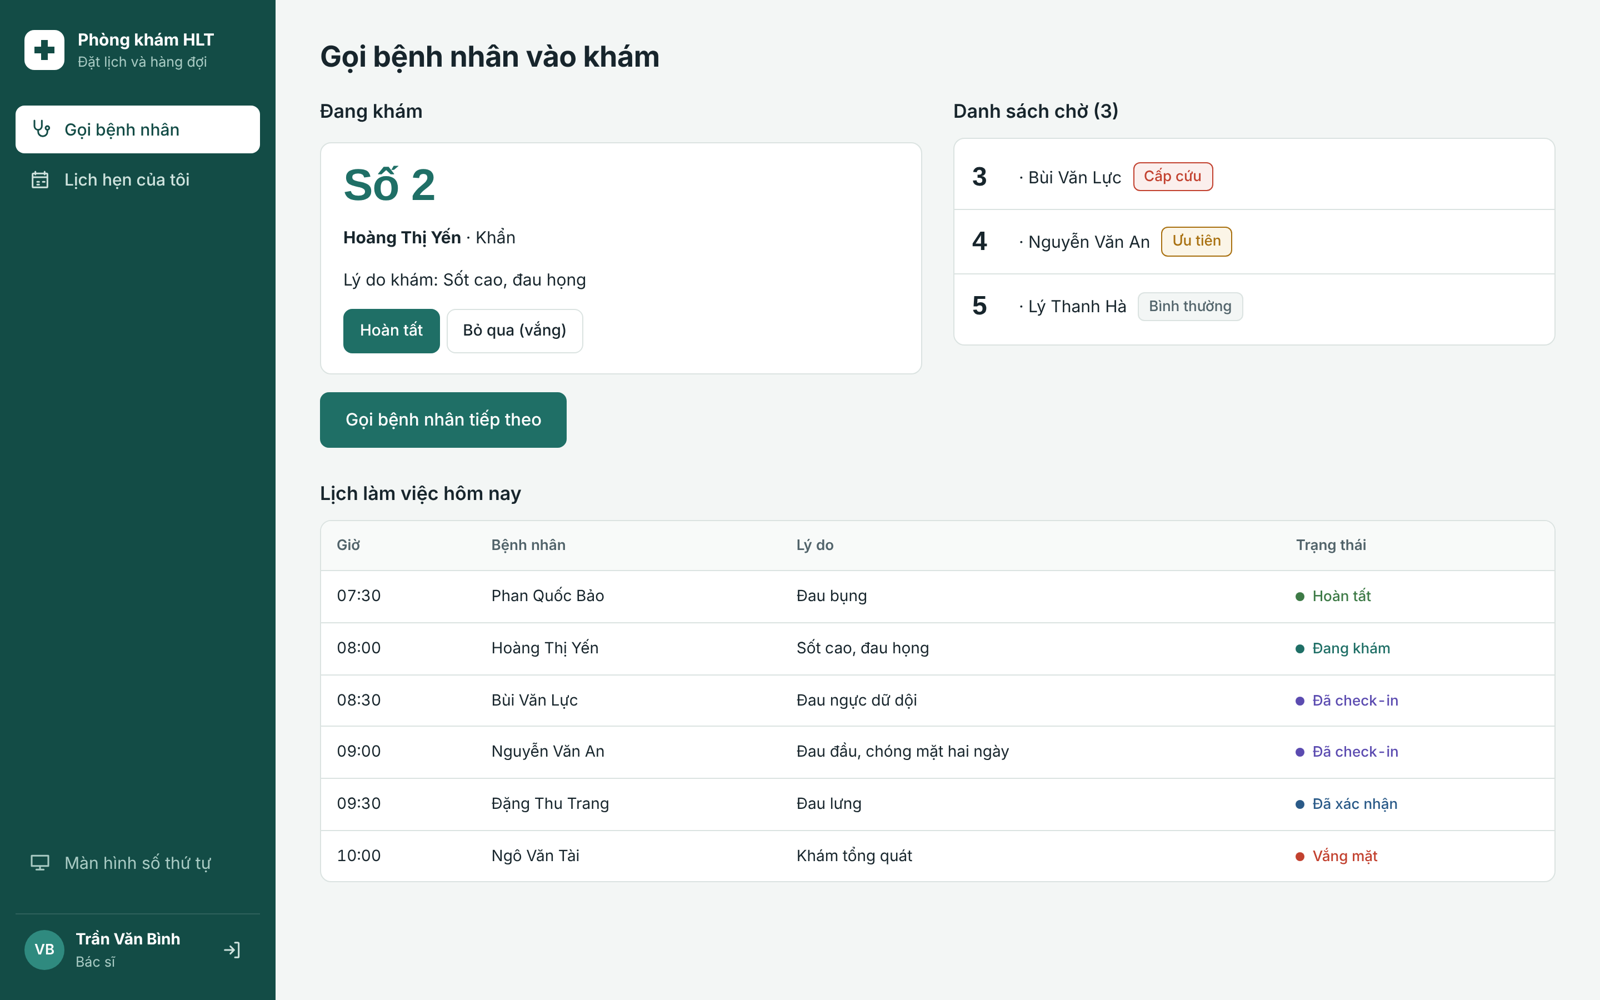 Phòng khám HLT
Đặt lịch và hàng đợi
Gọi bệnh nhân
Lịch hẹn của tôi
Màn hình số thứ tự
VB
Trần Văn Bình
Bác sĩ
Gọi bệnh nhân vào khám
Đang khám
Số 2
Hoàng Thị Yến · Khẩn
Lý do khám: Sốt cao, đau họng
Hoàn tất
Bỏ qua (vắng)
Gọi bệnh nhân tiếp theo
Danh sách chờ (3)
3 · Bùi Văn Lực Cấp cứu
4 · Nguyễn Văn An Ưu tiên
5 · Lý Thanh Hà Bình thường
Lịch làm việc hôm nay
Giờ Bệnh nhân Lý do Trạng thái
07:30 Phan Quốc Bảo Đau bụng Hoàn tất
08:00 Hoàng Thị Yến Sốt cao, đau họng Đang khám
08:30 Bùi Văn Lực Đau ngực dữ dội Đã check-in
09:00 Nguyễn Văn An Đau đầu, chóng mặt hai ngày Đã check-in
09:30 Đặng Thu Trang Đau lưng Đã xác nhận
10:00 Ngô Văn Tài Khám tổng quát Vắng mặt